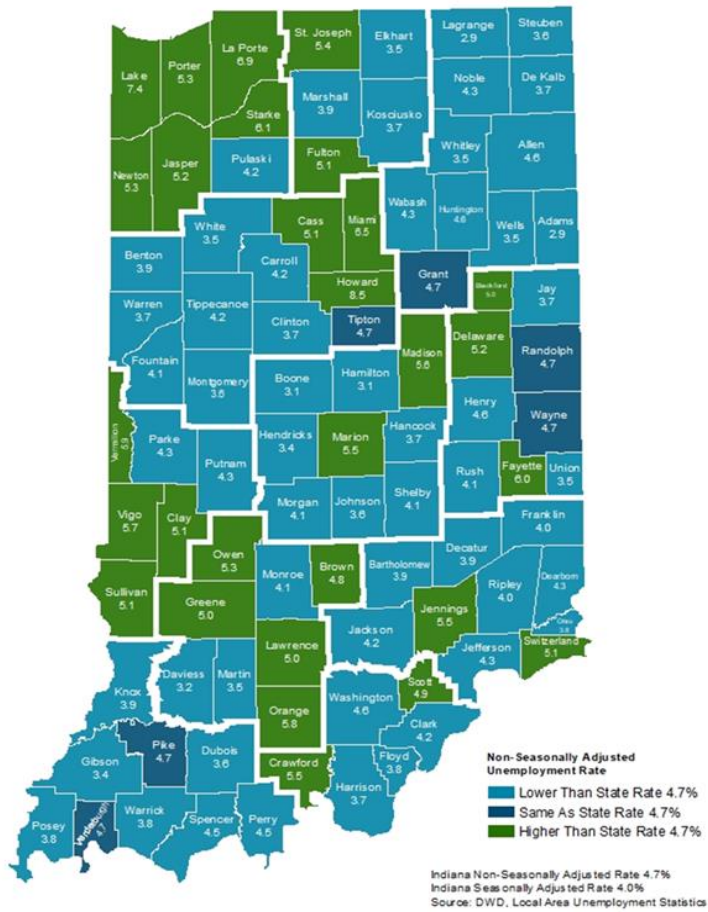 Lagrange
2.9
Steuben
3.6
St. Joseph
5.4
Elkhart
3.5
La Porte
6.9
Porter
5.3
Lake
7.4
Noble
4.3
De Kalb
3.7
Marshall
3.9
Kosciusko
3.7
Starke
6.1
Whitley
3.5
Allen
4.6
Pulaski
4.2
Fulton
5.1
Newton
5.3
Jasper
5.2
Wabash
4.3
Huntington
4.6
Wells
3.5
Adams
2.9
White
3.5
Cass
5.1
Miami
6.5
Benton
3.9
Carroll
4.2
Grant
4.7
Howard
8.5
Blackford
5.0
Jay
3.7
Warren
3.7
Tippecanoe
4.2
Clinton
3.7
Tipton
4.7
Delaware
5.2
Randolph
4.7
Madison
5.6
Fountain
4.1
Montgomery
3.6
Boone
3.1
Hamilton
3.1
Henry
4.6
Wayne
4.7
Vermillion
5.9
Parke
4.3
Putnam
4.3
Hendricks
3.4
Marion
5.5
Hancock
3.7
Rush
4.1
Fayette
6.0
Union
3.5
Vigo
5.7
Clay
5.1
Morgan
4.1
Johnson
3.6
Shelby
4.1
Franklin
4.0
Owen
5.3
Monroe
4.1
Brown
4.8
Bartholomew
3.9
Decatur
3.9
Ripley
4.0
Dearborn
4.3
Sullivan
5.1
Greene
5.0
Jennings
5.5
Jackson
4.2
Lawrence
5.0
Jefferson
4.3
Switzerland
5.1
Knox
3.9
Daviess
3.2
Martin
3.5
Orange
5.8
Washington
4.6
Scott
4.9
Clark
4.2
Pike
4.7
Dubois
3.6
Gibson
3.4
Crawford
5.5
Floyd
3.8
Harrison
3.7
Posey
3.8
4.7
Warrick
3.8
Spencer
4.5
Perry
4.5
Non-Seasonally Adjusted
Unemployment Rate
Lower Than State Rate 4.7%
Same As State Rate 4.7%
Higher Than State Rate 4.7%
Indiana Non-Seasonally Adjusted Rate 4.7%
Indiana Seasonally Adjusted Rate 4.0%
Source: DWD, Local Area Unemployment Statistics